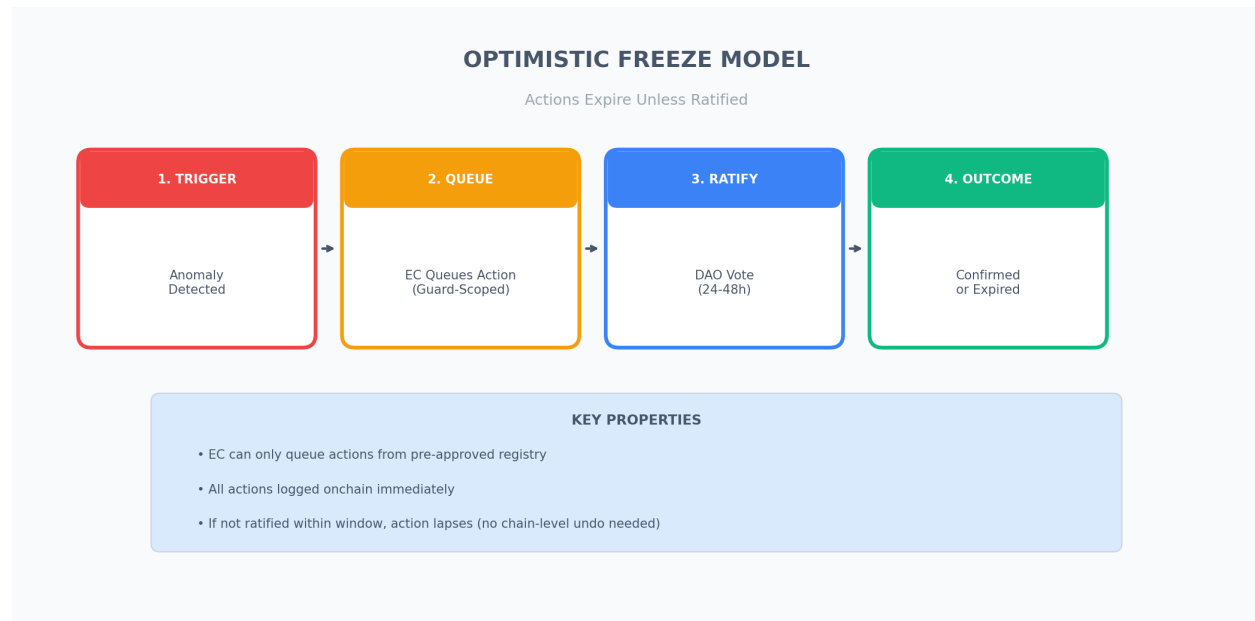 OPTIMISTIC FREEZE MODEL
Actions Expire Unless Ratified
1. TRIGGER
Anomaly
Detected
2. QUEUE
EC Queues Action
(Guard-Scoped)
3. RATIFY
DAO Vote
(24-48h)
4. OUTCOME
Confirmed
or Expired
KEY PROPERTIES
• EC can only queue actions from pre-approved registry
• All actions logged onchain immediately
• If not ratified within window, action lapses (no chain-level undo needed)